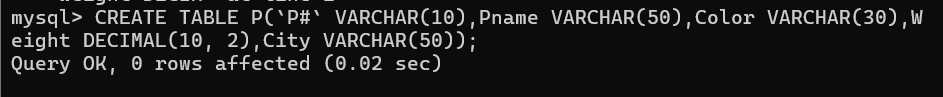 mysql> CREATE TABLE P(`P#` VARCHAR(10),Pname VARCHAR(50),Color VARCHAR(30),W
eight DECIMAL(10, 2),City VARCHAR(50));
Query OK, 0 rows affected (0.02 sec)